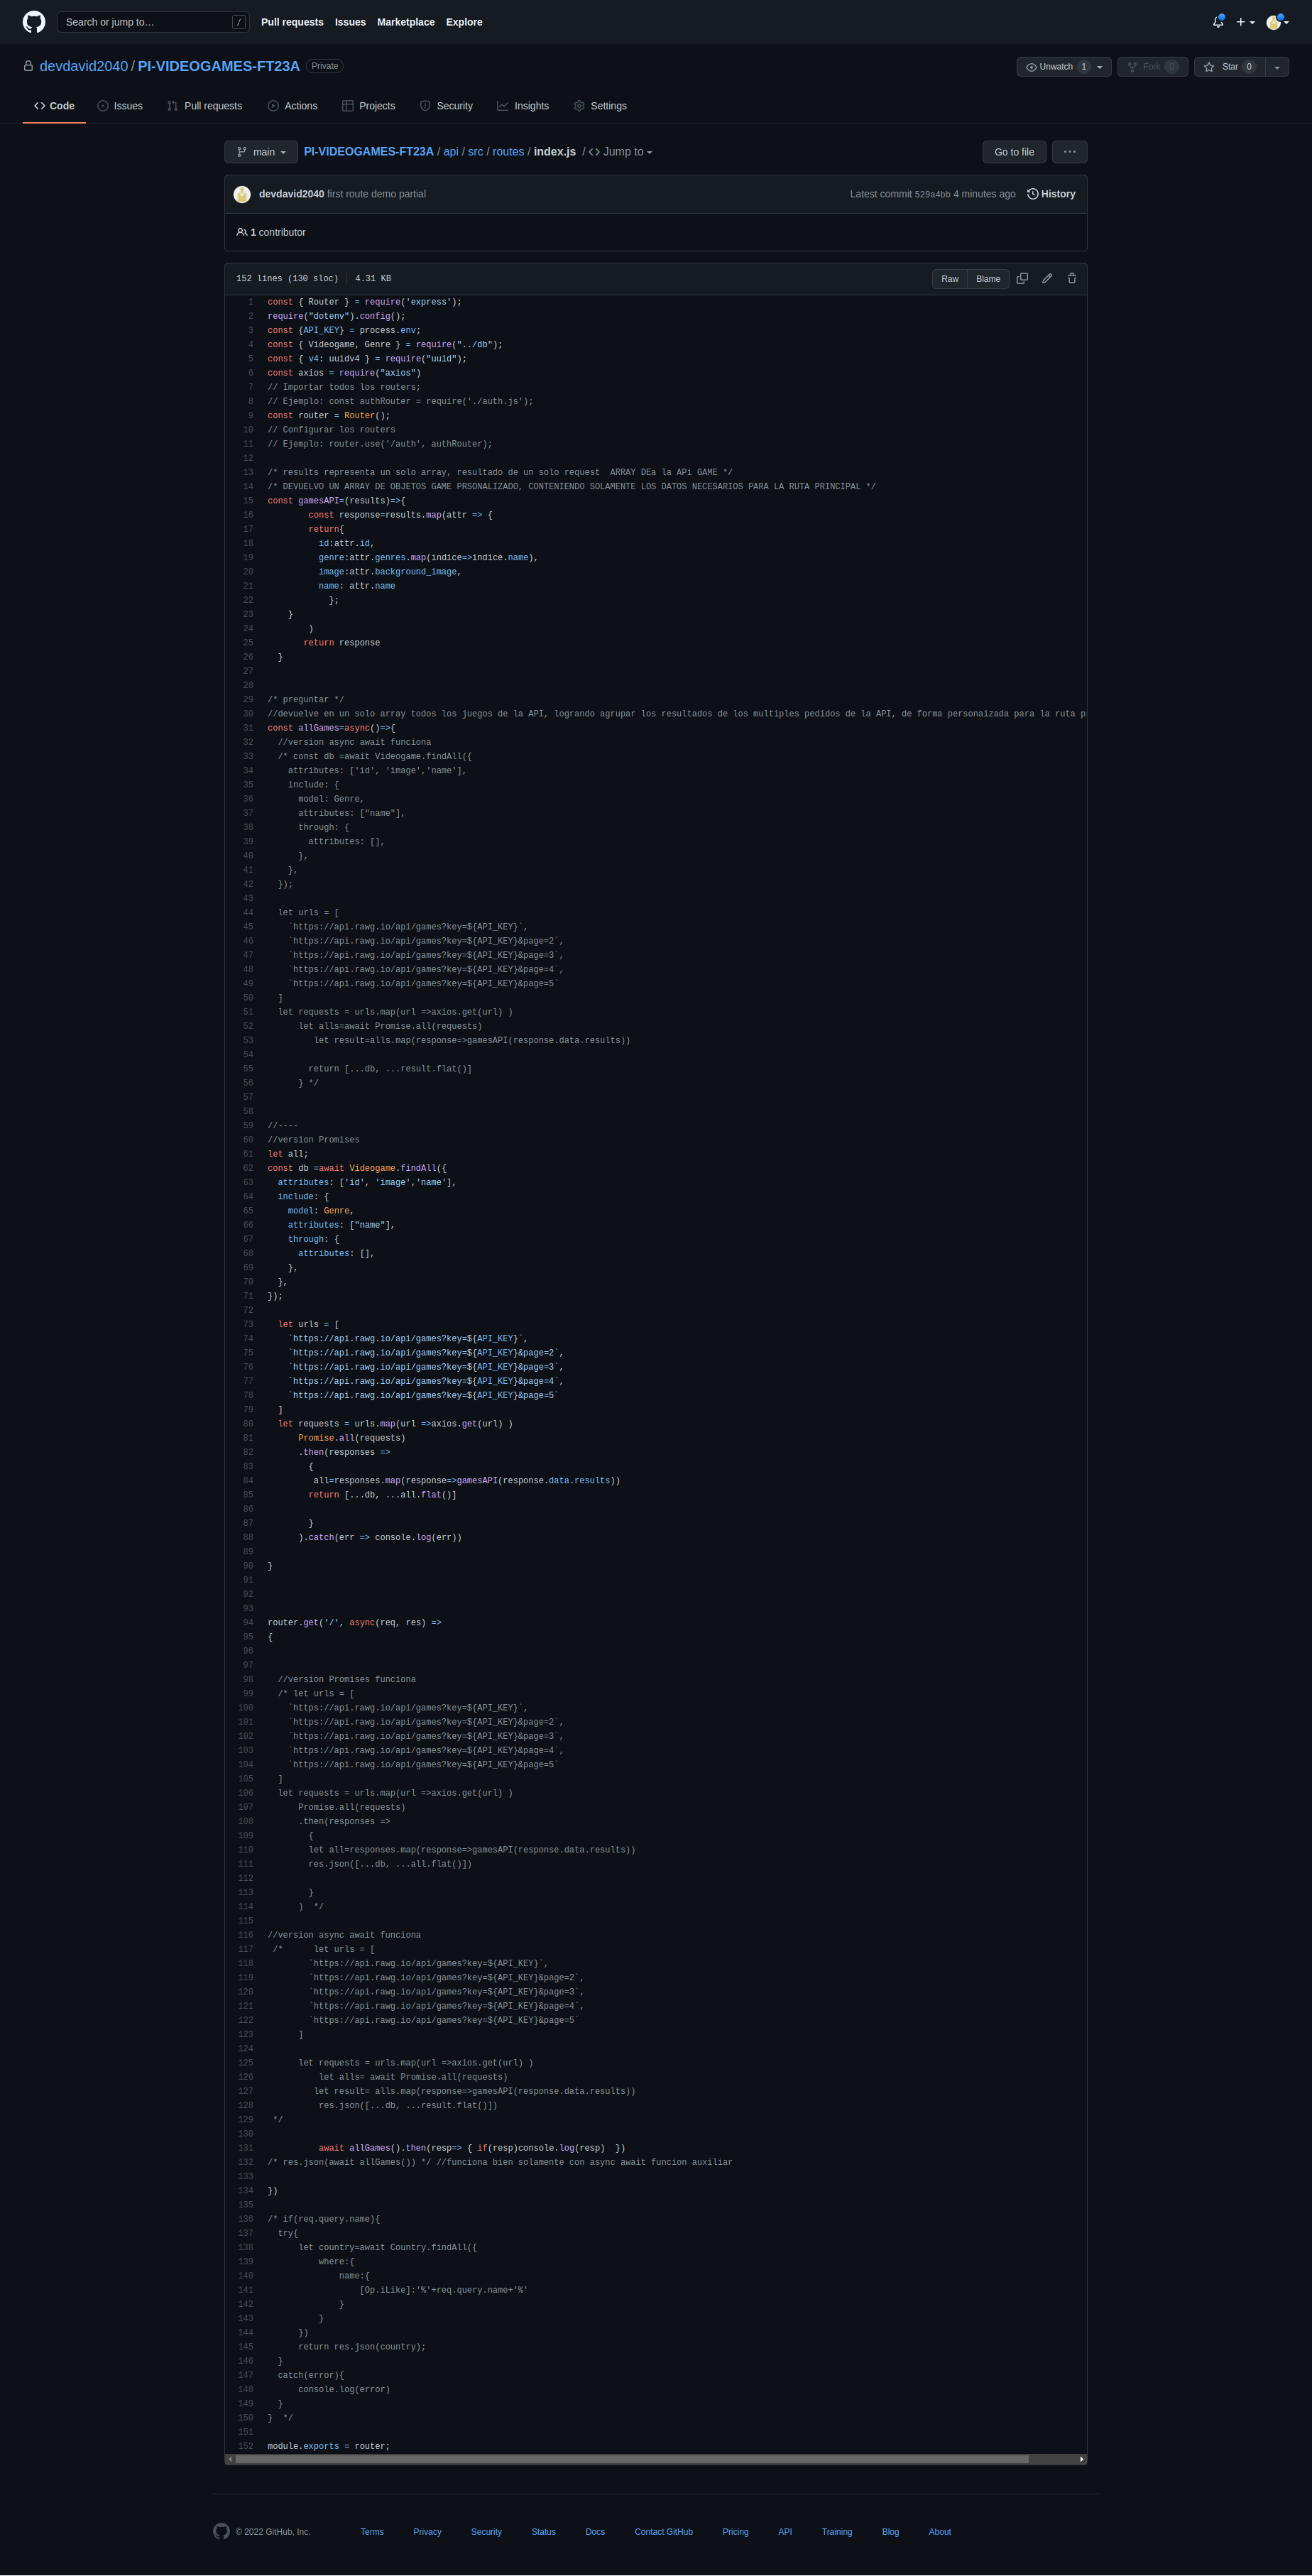 Search or jump to… / Pull requests Issues Marketplace Explore
devdavid2040 / PI-VIDEOGAMES-FT23A Private Unwatch 1 Fork 0 Star 0
Code Issues Pull requests Actions Projects Security Insights Settings
main PI-VIDEOGAMES-FT23A / api / src / routes / index.js / Jump to Go to file
devdavid2040 first route demo partial Latest commit 529a4bb 4 minutes ago History
1 contributor
152 lines (130 sloc) 4.31 KB Raw Blame
1 const { Router } = require('express');
2 require("dotenv").config();
3 const {API_KEY} = process.env;
4 const { Videogame, Genre } = require("../db");
5 const { v4: uuidv4 } = require("uuid");
6 const axios = require("axios")
7 // Importar todos los routers;
8 // Ejemplo: const authRouter = require('./auth.js');
9 const router = Router();
10 // Configurar los routers
11 // Ejemplo: router.use('/auth', authRouter);
12
13 /* results representa un solo array, resultado de un solo request  ARRAY DEa la APi GAME */
14 /* DEVUELVO UN ARRAY DE OBJETOS GAME PRSONALIZADO, CONTENIENDO SOLAMENTE LOS DATOS NECESARIOS PARA LA RUTA PRINCIPAL */
15 const gamesAPI=(results)=>{
16         const response=results.map(attr => {
17         return{
18           id:attr.id,
19           genre:attr.genres.map(indice=>indice.name),
20           image:attr.background_image,
21           name: attr.name
22             };
23     }
24         )
25        return response
26   }
27
28
29 /* preguntar */
30 //devuelve en un solo array todos los juegos de la API, logrando agrupar los resultados de los multiples pedidos de la API, de forma personaizada para la ruta p
31 const allGames=async()=>{
32   //version async await funciona
33   /* const db =await Videogame.findAll({
34     attributes: ['id', 'image','name'],
35     include: {
36       model: Genre,
37       attributes: ["name"],
38       through: {
39         attributes: [],
40       },
41     },
42   });
43
44   let urls = [
45     `https://api.rawg.io/api/games?key=${API_KEY}`,
46     `https://api.rawg.io/api/games?key=${API_KEY}&page=2`,
47     `https://api.rawg.io/api/games?key=${API_KEY}&page=3`,
48     `https://api.rawg.io/api/games?key=${API_KEY}&page=4`,
49     `https://api.rawg.io/api/games?key=${API_KEY}&page=5`
50   ]
51   let requests = urls.map(url =>axios.get(url) )
52       let alls=await Promise.all(requests)
53          let result=alls.map(response=>gamesAPI(response.data.results))
54
55         return [...db, ...result.flat()]
56       } */
57
58
59 //----
60 //version Promises
61 let all;
62 const db =await Videogame.findAll({
63   attributes: ['id', 'image','name'],
64   include: {
65     model: Genre,
66     attributes: ["name"],
67     through: {
68       attributes: [],
69     },
70   },
71 });
72
73   let urls = [
74     `https://api.rawg.io/api/games?key=${API_KEY}`,
75     `https://api.rawg.io/api/games?key=${API_KEY}&page=2`,
76     `https://api.rawg.io/api/games?key=${API_KEY}&page=3`,
77     `https://api.rawg.io/api/games?key=${API_KEY}&page=4`,
78     `https://api.rawg.io/api/games?key=${API_KEY}&page=5`
79   ]
80   let requests = urls.map(url =>axios.get(url) )
81       Promise.all(requests)
82       .then(responses =>
83         {
84          all=responses.map(response=>gamesAPI(response.data.results))
85         return [...db, ...all.flat()]
86
87         }
88       ).catch(err => console.log(err))
89
90 }
91
92
93
94 router.get('/', async(req, res) =>
95 {
96
97
98   //version Promises funciona
99   /* let urls = [
100     `https://api.rawg.io/api/games?key=${API_KEY}`,
101     `https://api.rawg.io/api/games?key=${API_KEY}&page=2`,
102     `https://api.rawg.io/api/games?key=${API_KEY}&page=3`,
103     `https://api.rawg.io/api/games?key=${API_KEY}&page=4`,
104     `https://api.rawg.io/api/games?key=${API_KEY}&page=5`
105   ]
106   let requests = urls.map(url =>axios.get(url) )
107       Promise.all(requests)
108       .then(responses =>
109         {
110         let all=responses.map(response=>gamesAPI(response.data.results))
111         res.json([...db, ...all.flat()])
112
113         }
114       )  */
115
116 //version async await funciona
117  /*      let urls = [
118         `https://api.rawg.io/api/games?key=${API_KEY}`,
119         `https://api.rawg.io/api/games?key=${API_KEY}&page=2`,
120         `https://api.rawg.io/api/games?key=${API_KEY}&page=3`,
121         `https://api.rawg.io/api/games?key=${API_KEY}&page=4`,
122         `https://api.rawg.io/api/games?key=${API_KEY}&page=5`
123       ]
124
125       let requests = urls.map(url =>axios.get(url) )
126           let alls= await Promise.all(requests)
127          let result= alls.map(response=>gamesAPI(response.data.results))
128           res.json([...db, ...result.flat()])
129  */
130
131           await allGames().then(resp=> { if(resp)console.log(resp)  })
132 /* res.json(await allGames()) */ //funciona bien solamente con async await funcion auxiliar
133
134 })
135
136 /* if(req.query.name){
137   try{
138       let country=await Country.findAll({
139           where:{
140               name:{
141                   [Op.iLike]:'%'+req.query.name+'%'
142               }
143           }
144       })
145       return res.json(country);
146   }
147   catch(error){
148       console.log(error)
149   }
150 }  */
151
152 module.exports = router;
© 2022 GitHub, Inc. Terms Privacy Security Status Docs Contact GitHub Pricing API Training Blog About